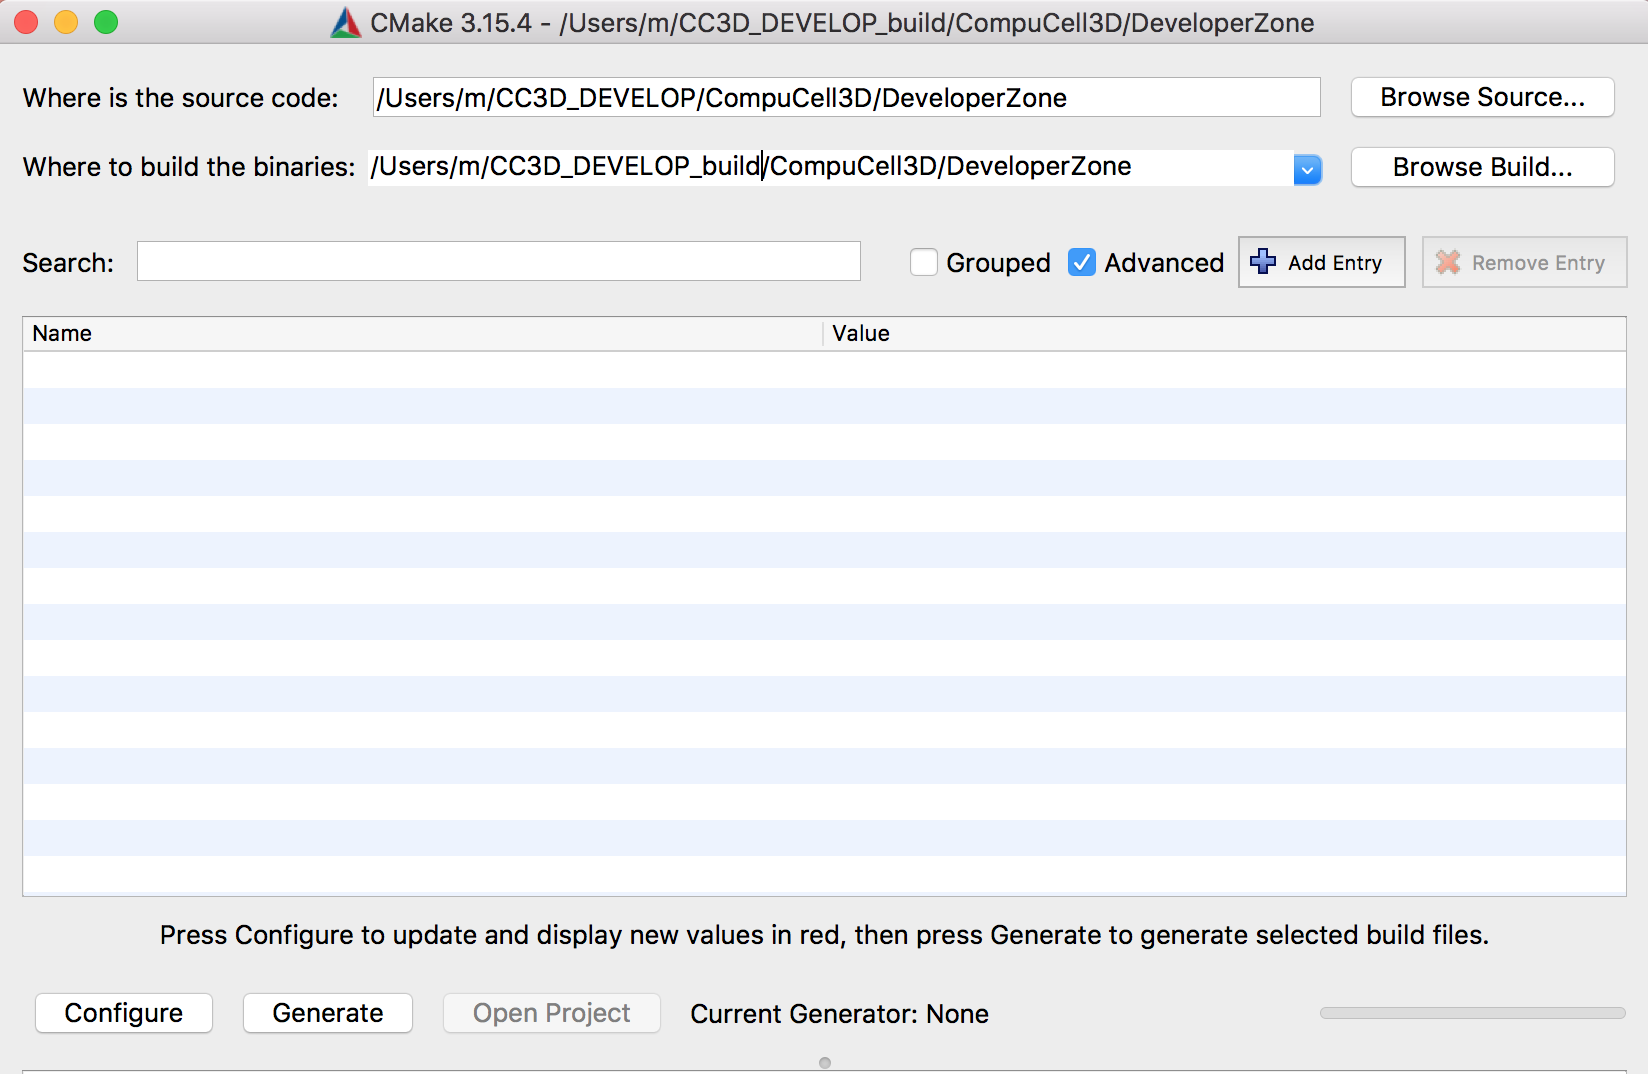 CMake 3.15.4 - /Users/m/CC3D_DEVELOP_build/CompuCell3D/DeveloperZone
Where is the source code: /Users/m/CC3D_DEVELOP/CompuCell3D/DeveloperZone Browse Source...
Where to build the binaries: /Users/m/CC3D_DEVELOP_build/CompuCell3D/DeveloperZone Browse Build...
Search: Grouped Advanced Add Entry Remove Entry
Name Value
Press Configure to update and display new values in red, then press Generate to generate selected build files.
Configure Generate Open Project Current Generator: None